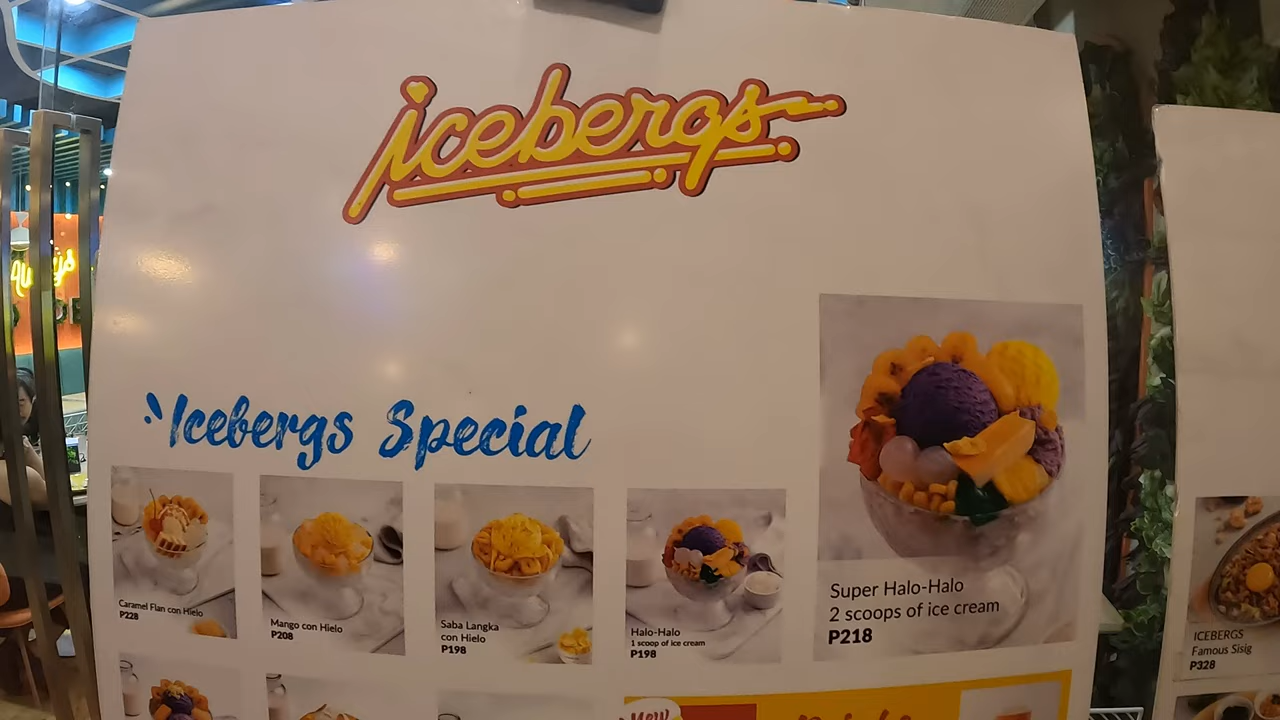 icebergs
Icebergs Special
Caramel Flan con Hielo
P228
Mango con Hielo
P208
Saba Langka
con Hielo
P198
Halo-Halo
1 scoop of ice cream
P198
Super Halo-Halo
2 scoops of ice cream
P218
New
ICEBERGS
Famous Sisig
P328